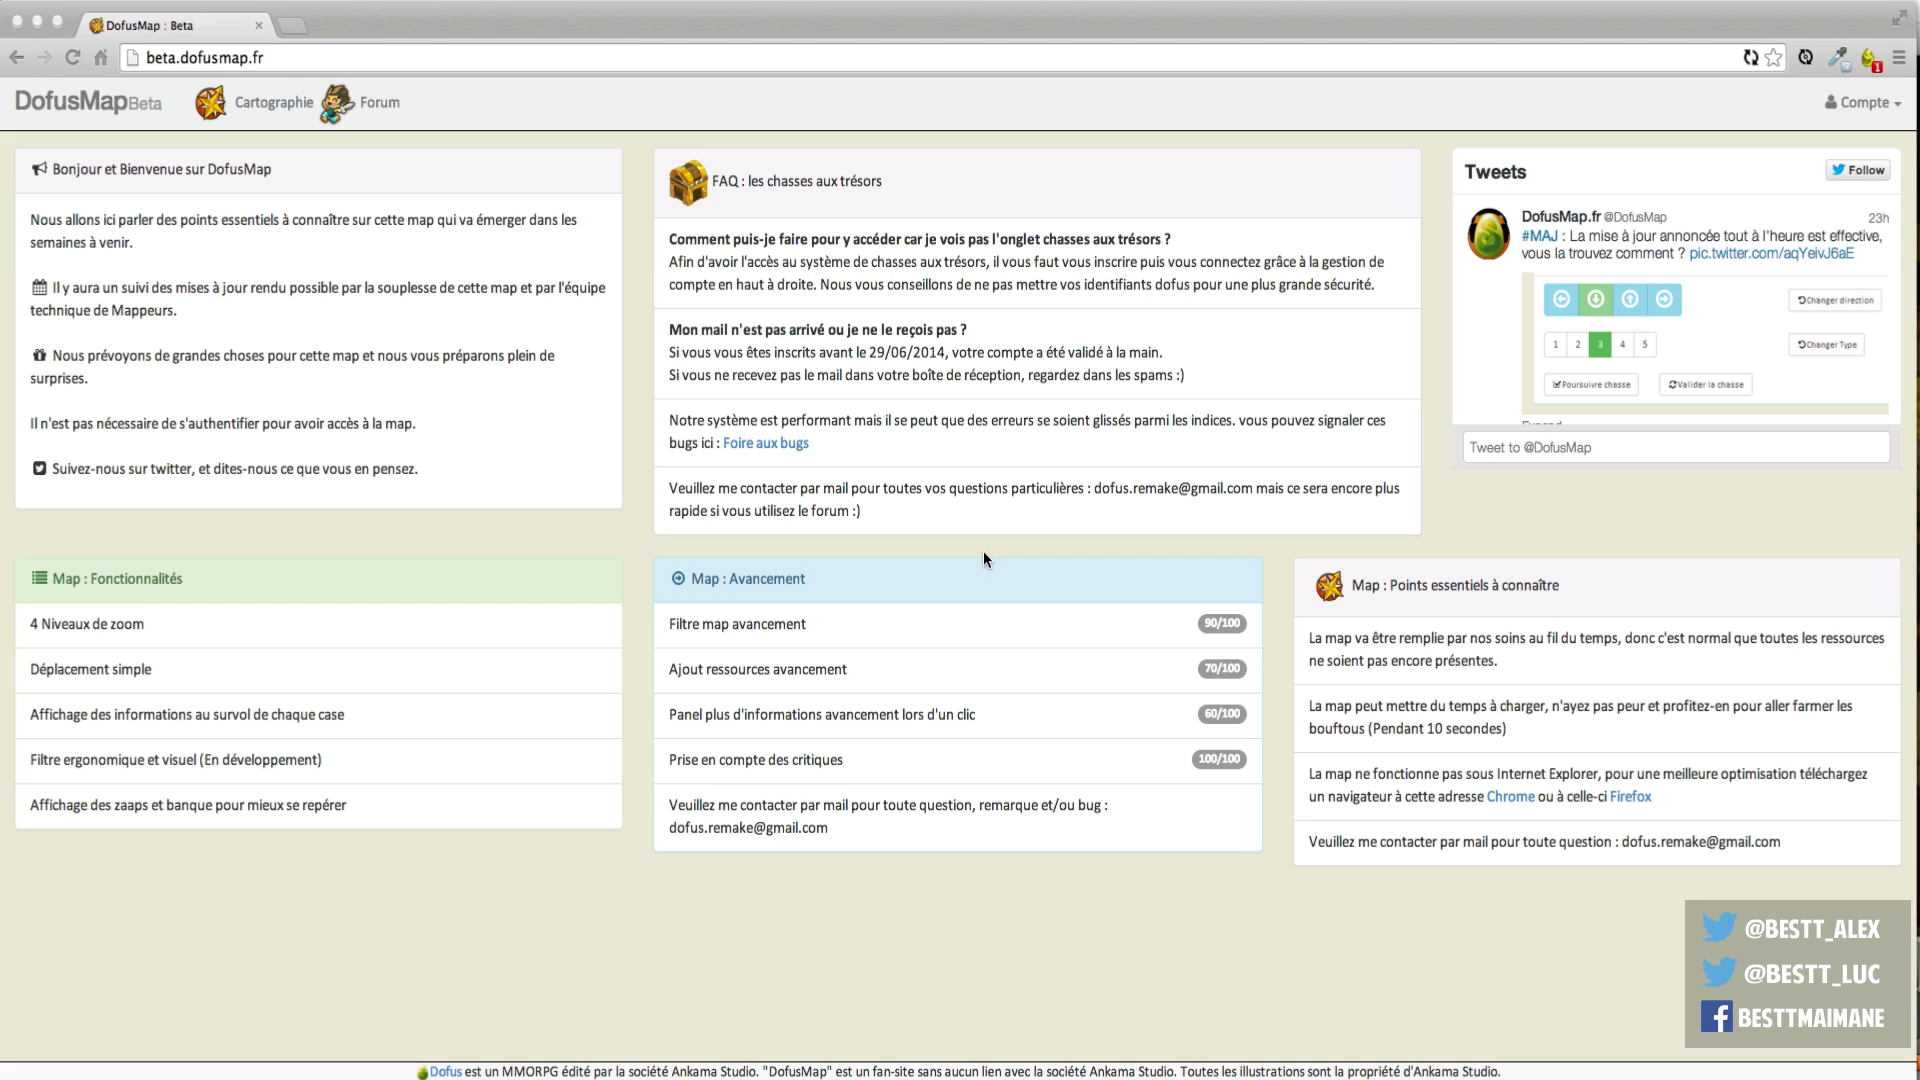 DofusMap : Beta
beta.dofusmap.fr
1
DofusMapBeta
Cartographie
Forum
Compte
Bonjour et Bienvenue sur DofusMap
Nous allons ici parler des points essentiels à connaître sur cette map qui va émerger dans les
semaines à venir.
Il y aura un suivi des mises à jour rendu possible par la souplesse de cette map et par l'équipe
technique de Mappeurs.
Nous prévoyons de grandes choses pour cette map et nous vous préparons plein de
surprises.
Il n'est pas nécessaire de s'authentifier pour avoir accès à la map.
Suivez-nous sur twitter, et dites-nous ce que vous en pensez.
FAQ : les chasses aux trésors
Comment puis-je faire pour y accéder car je vois pas l'onglet chasses aux trésors ?
Afin d'avoir l'accès au système de chasses aux trésors, il vous faut vous inscrire puis vous connectez grâce à la gestion de
compte en haut à droite. Nous vous conseillons de ne pas mettre vos identifiants dofus pour une plus grande sécurité.
Mon mail n'est pas arrivé ou je ne le reçois pas ?
Si vous vous êtes inscrits avant le 29/06/2014, votre compte a été validé à la main.
Si vous ne recevez pas le mail dans votre boîte de réception, regardez dans les spams :)
Notre système est performant mais il se peut que des erreurs se soient glissés parmi les indices. vous pouvez signaler ces
bugs ici : Foire aux bugs
Veuillez me contacter par mail pour toutes vos questions particulières : dofus.remake@gmail.com mais ce sera encore plus
rapide si vous utilisez le forum :)
Tweets
Follow
DofusMap.fr @DofusMap 23h
#MAJ : La mise à jour annoncée tout à l'heure est effective,
vous la trouvez comment ? pic.twitter.com/aqYeivJ6aE
Changer direction
1 2 3 4 5
Changer Type
Poursuivre chasse
Valider la chasse
Expand
Tweet to @DofusMap
Map : Fonctionnalités
4 Niveaux de zoom
Déplacement simple
Affichage des informations au survol de chaque case
Filtre ergonomique et visuel (En développement)
Affichage des zaaps et banque pour mieux se repérer
Map : Avancement
Filtre map avancement 90/100
Ajout ressources avancement 70/100
Panel plus d'informations avancement lors d'un clic 60/100
Prise en compte des critiques 100/100
Veuillez me contacter par mail pour toute question, remarque et/ou bug :
dofus.remake@gmail.com
Map : Points essentiels à connaître
La map va être remplie par nos soins au fil du temps, donc c'est normal que toutes les ressources
ne soient pas encore présentes.
La map peut mettre du temps à charger, n'ayez pas peur et profitez-en pour aller farmer les
bouftous (Pendant 10 secondes)
La map ne fonctionne pas sous Internet Explorer, pour une meilleure optimisation téléchargez
un navigateur à cette adresse Chrome ou à celle-ci Firefox
Veuillez me contacter par mail pour toute question : dofus.remake@gmail.com
@BESTT_ALEX
@BESTT_LUC
BESTTMAIMANE
Dofus est un MMORPG édité par la société Ankama Studio. "DofusMap" est un fan-site sans aucun lien avec la société Ankama Studio. Toutes les illustrations sont la propriété d'Ankama Studio.